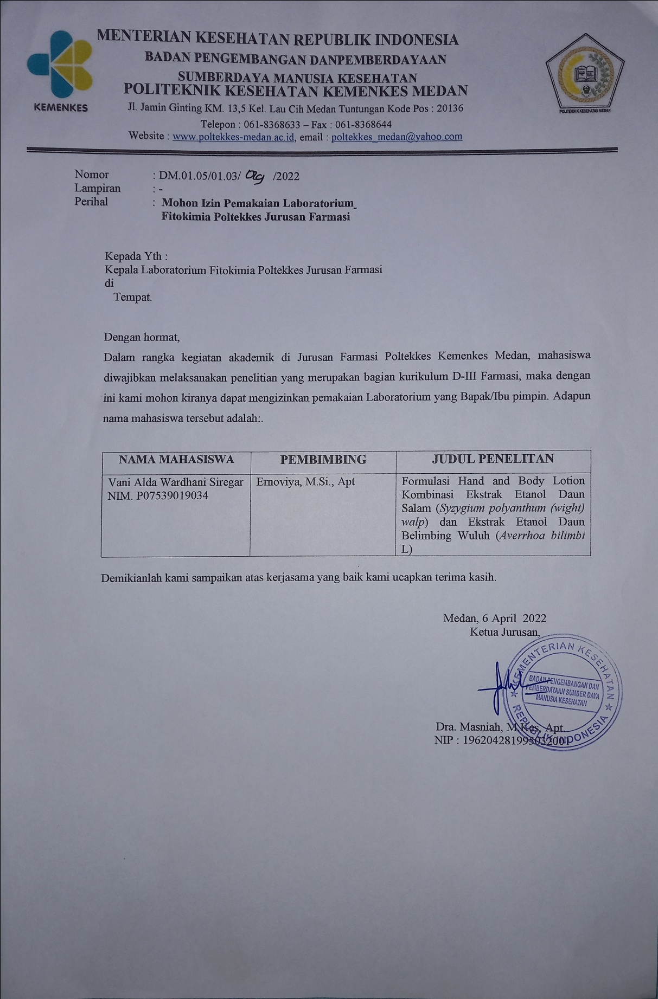 MENTERIAN KESEHATAN REPUBLIK INDONESIA
BADAN PENGEMBANGAN DANPEMBERDAYAAN
SUMBERDAYA MANUSIA KESEHATAN
POLITEKNIK KESEHATAN KEMENKES MEDAN
Jl. Jamin Ginting KM. 13,5 Kel. Lau Cih Medan Tuntungan Kode Pos : 20136
Telepon : 061-8368633 – Fax : 061-8368644
Website : www.poltekkes-medan.ac.id, email : poltekkes_medan@yahoo.com
KEMENKES
POLITEKNIK KESEHATAN MEDAN
Nomor : DM.01.05/01.03/ /2022
Lampiran : -
Perihal : Mohon Izin Pemakaian Laboratorium
Fitokimia Poltekkes Jurusan Farmasi
Kepada Yth :
Kepala Laboratorium Fitokimia Poltekkes Jurusan Farmasi
di
Tempat.
Dengan hormat,
Dalam rangka kegiatan akademik di Jurusan Farmasi Poltekkes Kemenkes Medan, mahasiswa
diwajibkan melaksanakan penelitian yang merupakan bagian kurikulum D-III Farmasi, maka dengan
ini kami mohon kiranya dapat mengizinkan pemakaian Laboratorium yang Bapak/Ibu pimpin. Adapun
nama mahasiswa tersebut adalah:.
NAMA MAHASISWA PEMBIMBING JUDUL PENELITAN
Vani Alda Wardhani Siregar
NIM. P07539019034
Ernoviya, M.Si., Apt
Formulasi Hand and Body Lotion
Kombinasi Ekstrak Etanol Daun
Salam (Syzygium polyanthum (wight)
walp) dan Ekstrak Etanol Daun
Belimbing Wuluh (Averrhoa bilimbi
L)
Demikianlah kami sampaikan atas kerjasama yang baik kami ucapkan terima kasih.
Medan, 6 April 2022
Ketua Jurusan,
KEMENTERIAN KESEHATAN
BADAN PENGEMBANGAN DAN
PEMBERDAYAAN SUMBER DAYA
MANUSIA KESEHATAN
REPUBLIK INDONESIA
Dra. Masniah, M.Kes, Apt.
NIP : 196204281995032001